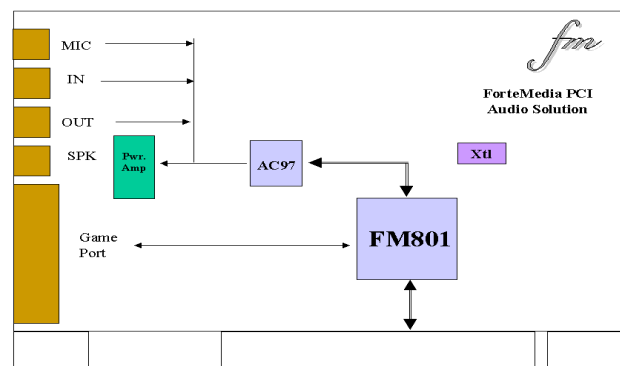 MIC
IN
OUT
SPK
Pwr.
Amp
AC97
Game
Port
FM801
Xtl
fm
ForteMedia PCI
Audio Solution